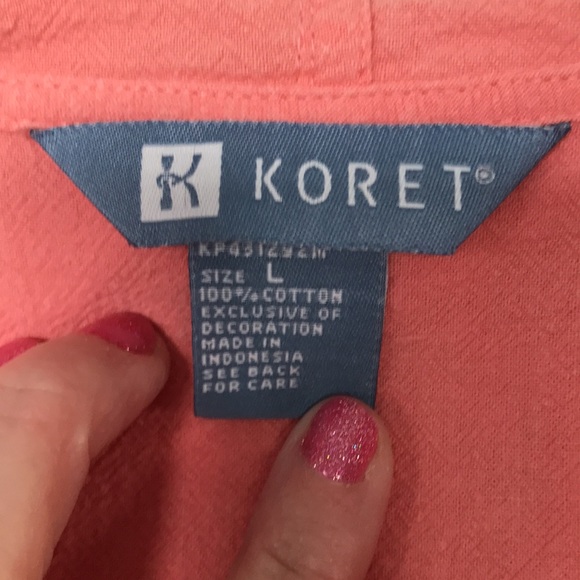 K KORET®
SIZE L
100% COTTON
EXCLUSIVE OF
DECORATION
MADE IN
INDONESIA
SEE BACK
FOR CARE